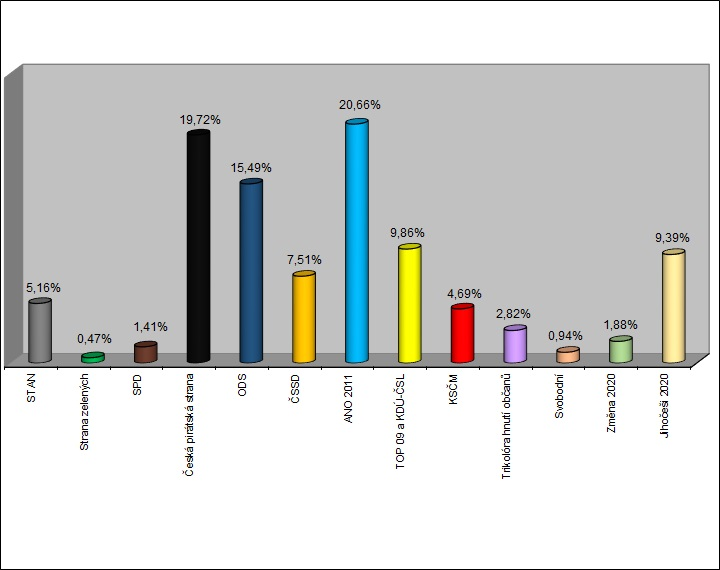 5,16%
0,47%
1,41%
19,72%
15,49%
7,51%
20,66%
9,86%
4,69%
2,82%
0,94%
1,88%
9,39%
STAN
Strana zelených
SPD
Česká pirátská strana
ODS
ČSSD
ANO 2011
TOP 09 a KDÚ-ČSL
KSČM
Trikolóra hnutí občanů
Svobodní
Změna 2020
Jihočeši 2020